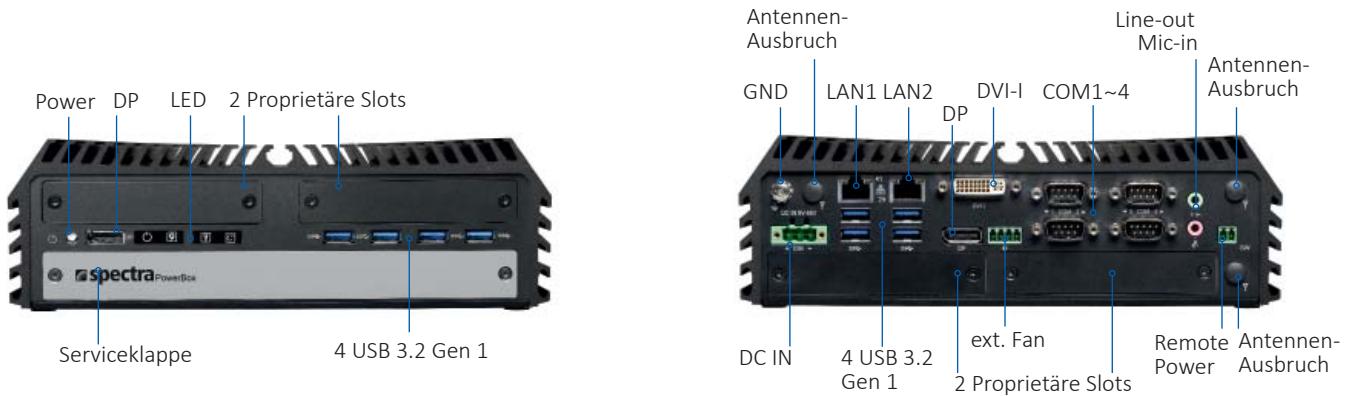 Power
DP
LED
2 Proprietäre Slots
spectra PowerBox
Serviceklappe
4 USB 3.2 Gen 1
Antennen-
Ausbruch
Line-out
Mic-in
Antennen-
Ausbruch
GND
LAN1
LAN2
DP
DVI-I
COM1~4
DC IN
4 USB 3.2
Gen 1
ext. Fan
2 Proprietäre Slots
Remote
Power
Antennen-
Ausbruch